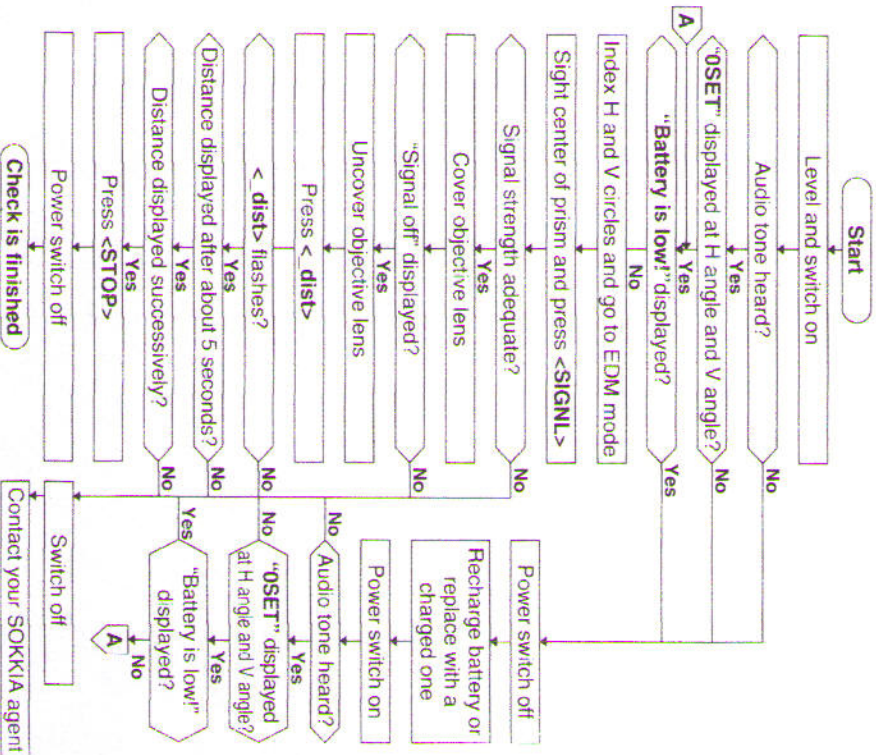 Start
Level and switch on
Audio tone heard?
No
Yes
"0SET" displayed at H angle and V angle?
No
A
Yes
"Battery is low!" displayed?
Yes
No
Index H and V circles and go to EDM mode
Sight center of prism and press <SIGNL>
Signal strength adequate?
No
Yes
Cover objective lens
"Signal off" displayed?
No
Yes
Uncover objective lens
Press <_dist>
<_dist> flashes?
No
Yes
Distance displayed after about 5 seconds?
No
Yes
Distance displayed successively?
No
Yes
Press <STOP>
Power switch off
Check is finished
Power switch off
Recharge battery or
replace with a
charged one
Power switch on
Audio tone heard?
No
Yes
"0SET" displayed
at H angle and V angle?
No
Yes
"Battery is low!"
displayed?
Yes
No
A
Switch off
Contact your SOKKIA agent